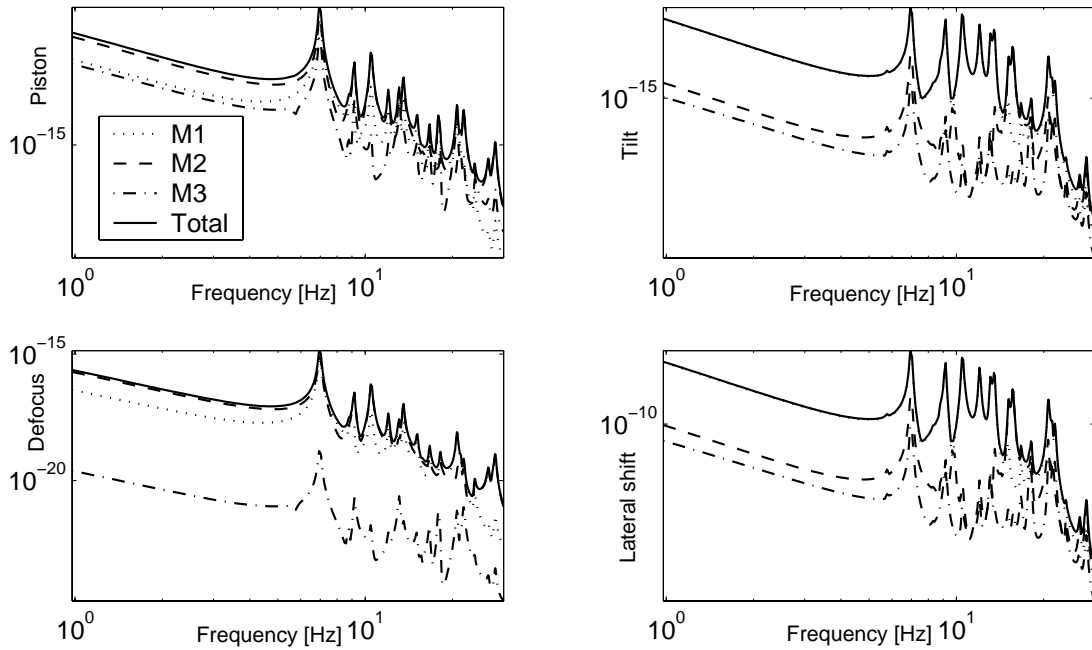 Piston
10^-15
M1
M2
M3
Total
10^0
Frequency [Hz]
10^1
Tilt
10^-15
10^0
Frequency [Hz]
10^1
Defocus
10^-15
10^-20
10^0
Frequency [Hz]
10^1
Lateral shift
10^-10
10^0
Frequency [Hz]
10^1